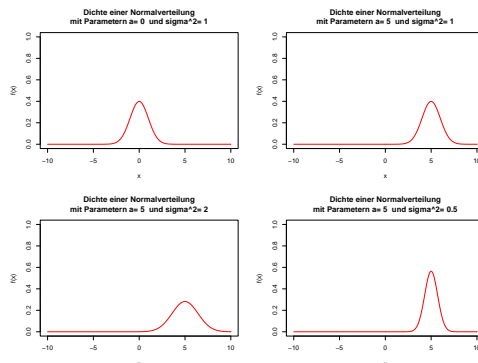 Dichte einer Normalverteilung
mit Parametern a= 0 und sigma^2= 1
f(x)
0.0 0.2 0.4 0.6 0.8 1.0
−10 −5 0 5 10
x
Dichte einer Normalverteilung
mit Parametern a= 5 und sigma^2= 1
f(x)
0.0 0.2 0.4 0.6 0.8 1.0
−10 −5 0 5 10
x
Dichte einer Normalverteilung
mit Parametern a= 5 und sigma^2= 2
f(x)
0.0 0.2 0.4 0.6 0.8 1.0
−10 −5 0 5 10
Dichte einer Normalverteilung
mit Parametern a= 5 und sigma^2= 0.5
f(x)
0.0 0.2 0.4 0.6 0.8 1.0
−10 −5 0 5 10